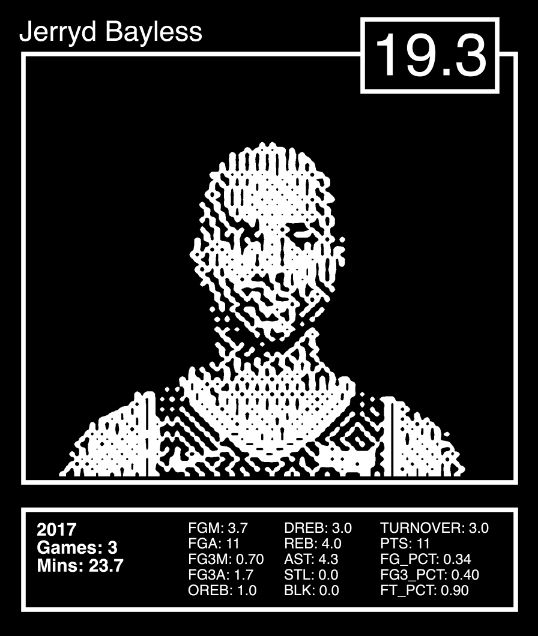 Jerryd Bayless
19.3
2017
Games: 3
Mins: 23.7
FGM: 3.7
FGA: 11
FG3M: 0.70
FG3A: 1.7
OREB: 1.0
DREB: 3.0
REB: 4.0
AST: 4.3
STL: 0.0
BLK: 0.0
TURNOVER: 3.0
PTS: 11
FG_PCT: 0.34
FG3_PCT: 0.40
FT_PCT: 0.90